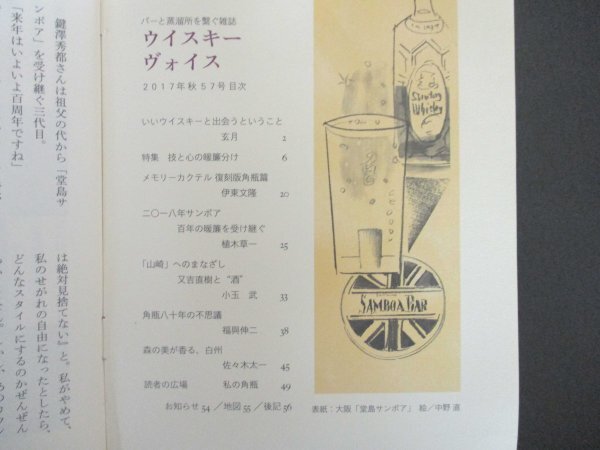 鍵澤秀都さんは祖父の代から「堂島サ
ンボア」を受け継ぐ三代目。
「来年はいよいよ百周年ですね」
は絶対見捨てない』と。私がやめて、
私のせがれの自由になったとしたら、
どんなスタイルにするのかぜんぜん
バーと蒸溜所を繫ぐ雑誌
ウイスキー
ヴォイス
2017年秋57号目次
いいウイスキーと出会うということ
玄月 2
特集 技と心の暖簾分け 6
メモリーカクテル 復刻版角瓶篇
伊東文隆 20
二〇一八年サンボア
百年の暖簾を受け継ぐ
植木草一 25
「山崎」へのまなざし
又吉直樹と“酒”
小玉 武 33
角瓶八十年の不思議
福與伸二 38
森の美が香る、白州
佐々木太一 45
読者の広場 私の角瓶 49
お知らせ54／地図55／後記56
Suntory
Whisky
SAMBOA BAR
表紙：大阪「堂島サンボア」 絵／中野 道